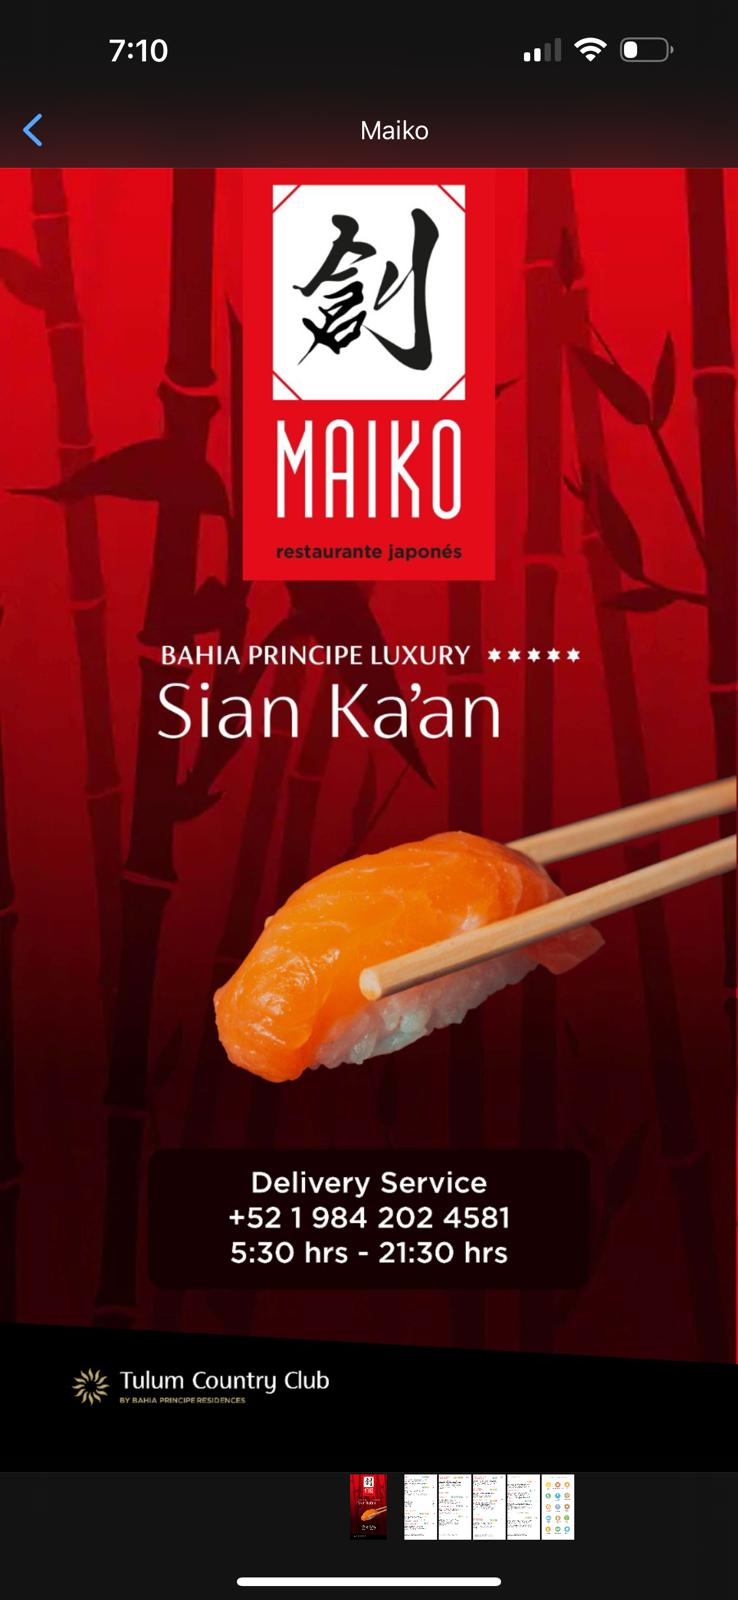 7:10
Maiko
創
MAIKO
restaurante japonés
BAHIA PRINCIPE LUXURY ★★★★★
Sian Ka'an
Delivery Service
+52 1 984 202 4581
5:30 hrs - 21:30 hrs
Tulum Country Club
BY BAHIA PRINCIPE RESIDENCES